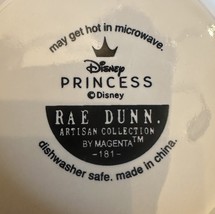 may get hot in microwave.
Disney
PRINCESS
©Disney
RAE DUNN.
ARTISAN COLLECTION
BY MAGENTA™
-181-
dishwasher safe. made in china.